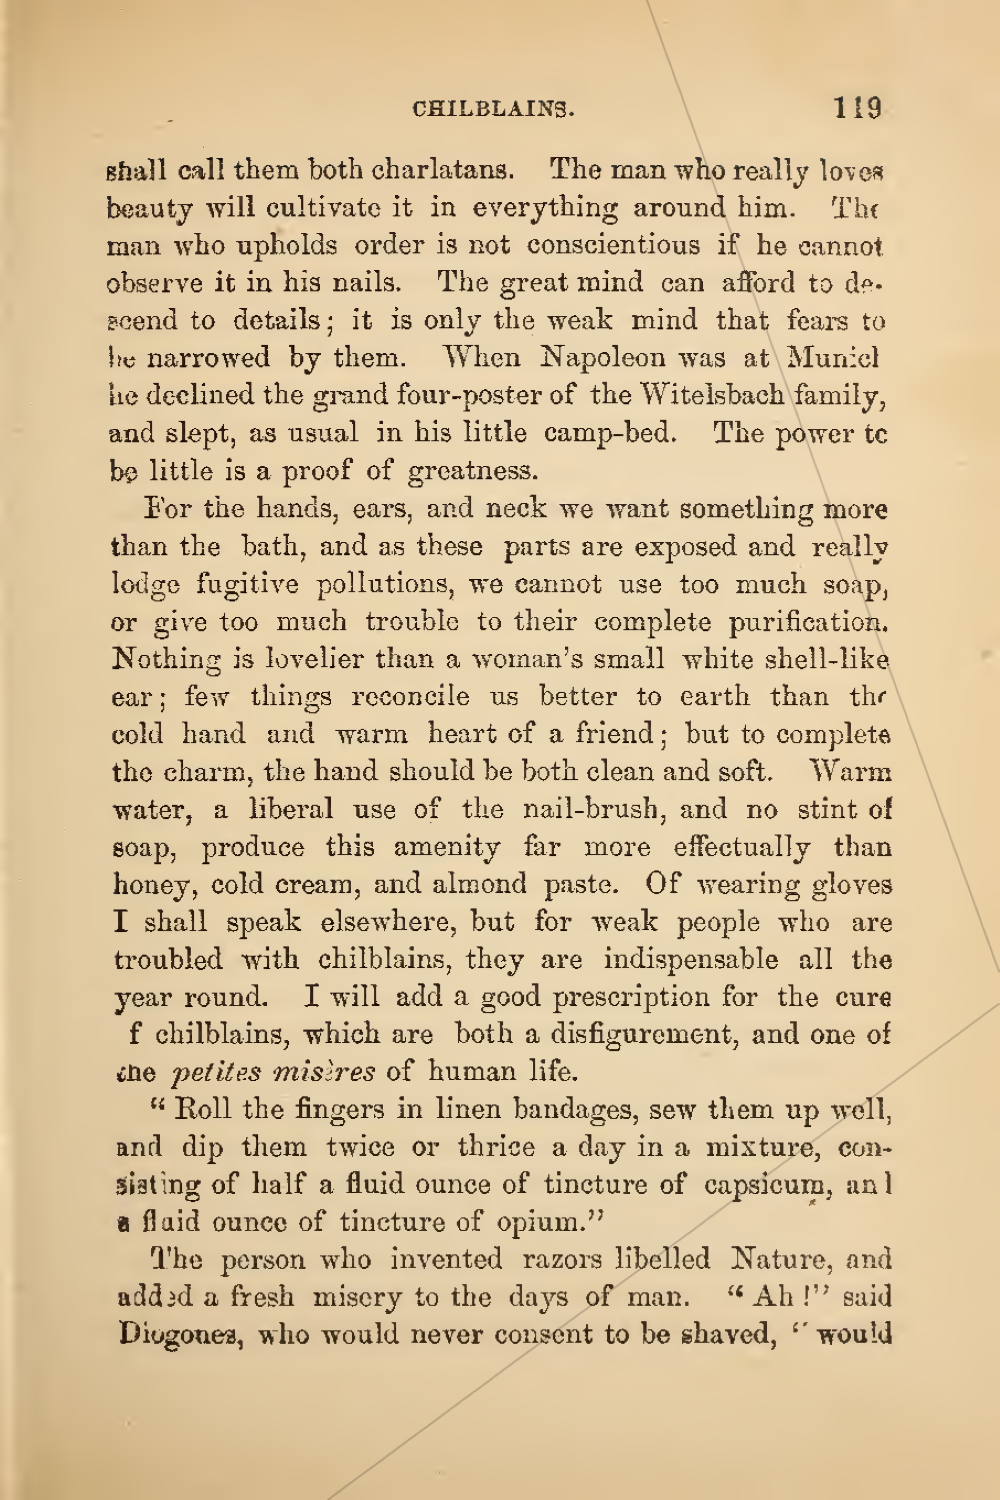 CHILBLAINS. 119
shall call them both charlatans. The man who really loves
beauty will cultivate it in everything around him. The
man who upholds order is not conscientious if he cannot
observe it in his nails. The great mind can afford to de-
scend to details; it is only the weak mind that fears to
be narrowed by them. When Napoleon was at Munich
he declined the grand four-poster of the Witelsbach family,
and slept, as usual in his little camp-bed. The power to
be little is a proof of greatness.
For the hands, ears, and neck we want something more
than the bath, and as these parts are exposed and really
lodge fugitive pollutions, we cannot use too much soap,
or give too much trouble to their complete purification.
Nothing is lovelier than a woman's small white shell-like
ear; few things reconcile us better to earth than the
cold hand and warm heart of a friend; but to complete
the charm, the hand should be both clean and soft. Warm
water, a liberal use of the nail-brush, and no stint of
soap, produce this amenity far more effectually than
honey, cold cream, and almond paste. Of wearing gloves
I shall speak elsewhere, but for weak people who are
troubled with chilblains, they are indispensable all the
year round. I will add a good prescription for the cure
f chilblains, which are both a disfigurement, and one of
the petites misères of human life.
"Roll the fingers in linen bandages, sew them up well,
and dip them twice or thrice a day in a mixture, con-
sisting of half a fluid ounce of tincture of capsicum, and
a fluid ounce of tincture of opium."
The person who invented razors libelled Nature, and
added a fresh misery to the days of man. "Ah!" said
Diogenes, who would never consent to be shaved, "would